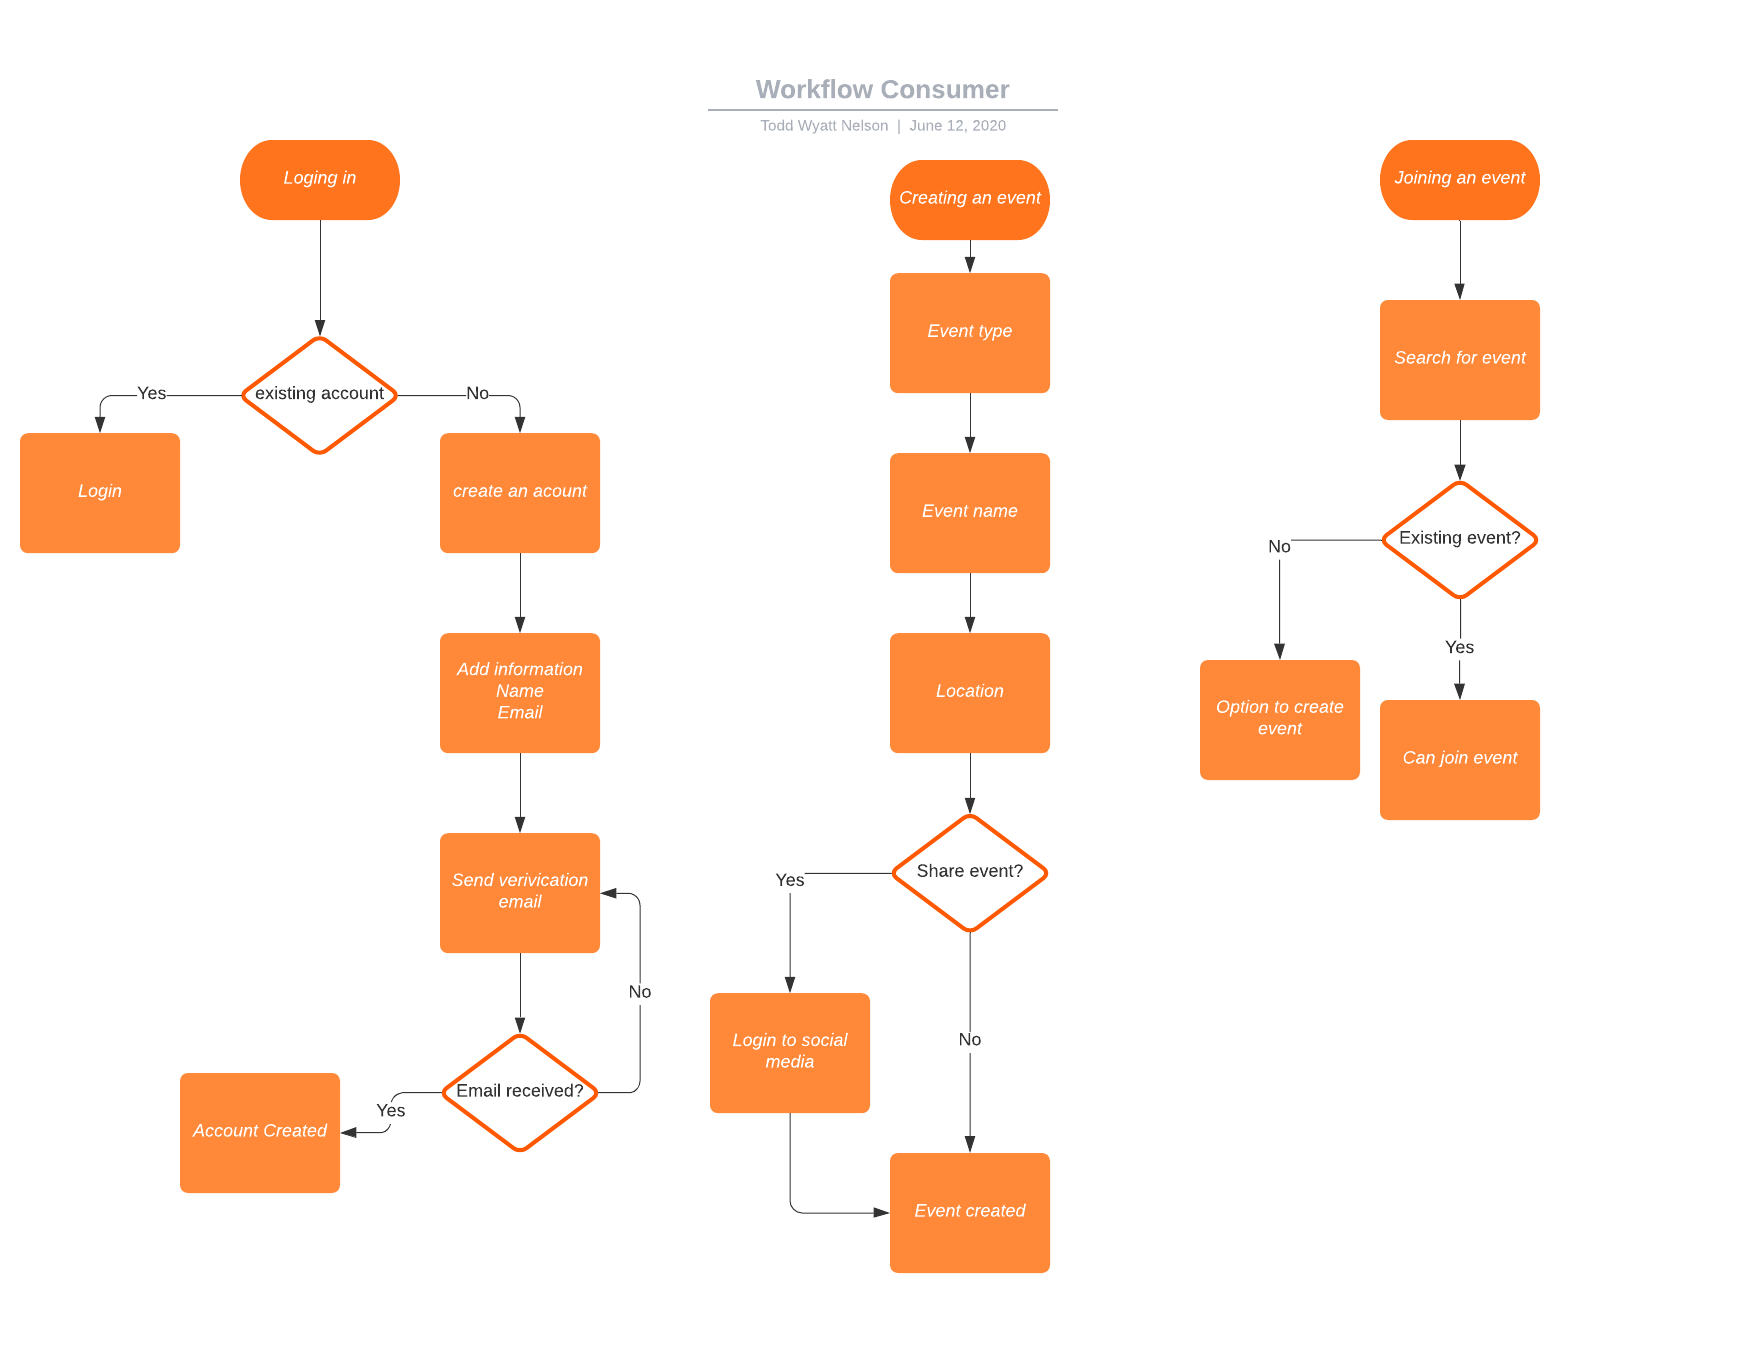 Workflow Consumer
Todd Wyatt Nelson | June 12, 2020
Loging in
existing account
Yes
No
Login
create an acount
Add information
Name
Email
Send verivication
email
No
Email received?
Yes
Account Created
Creating an event
Event type
Event name
Location
Share event?
Yes
Login to social
media
No
Event created
Joining an event
Search for event
Existing event?
No
Yes
Option to create
event
Can join event